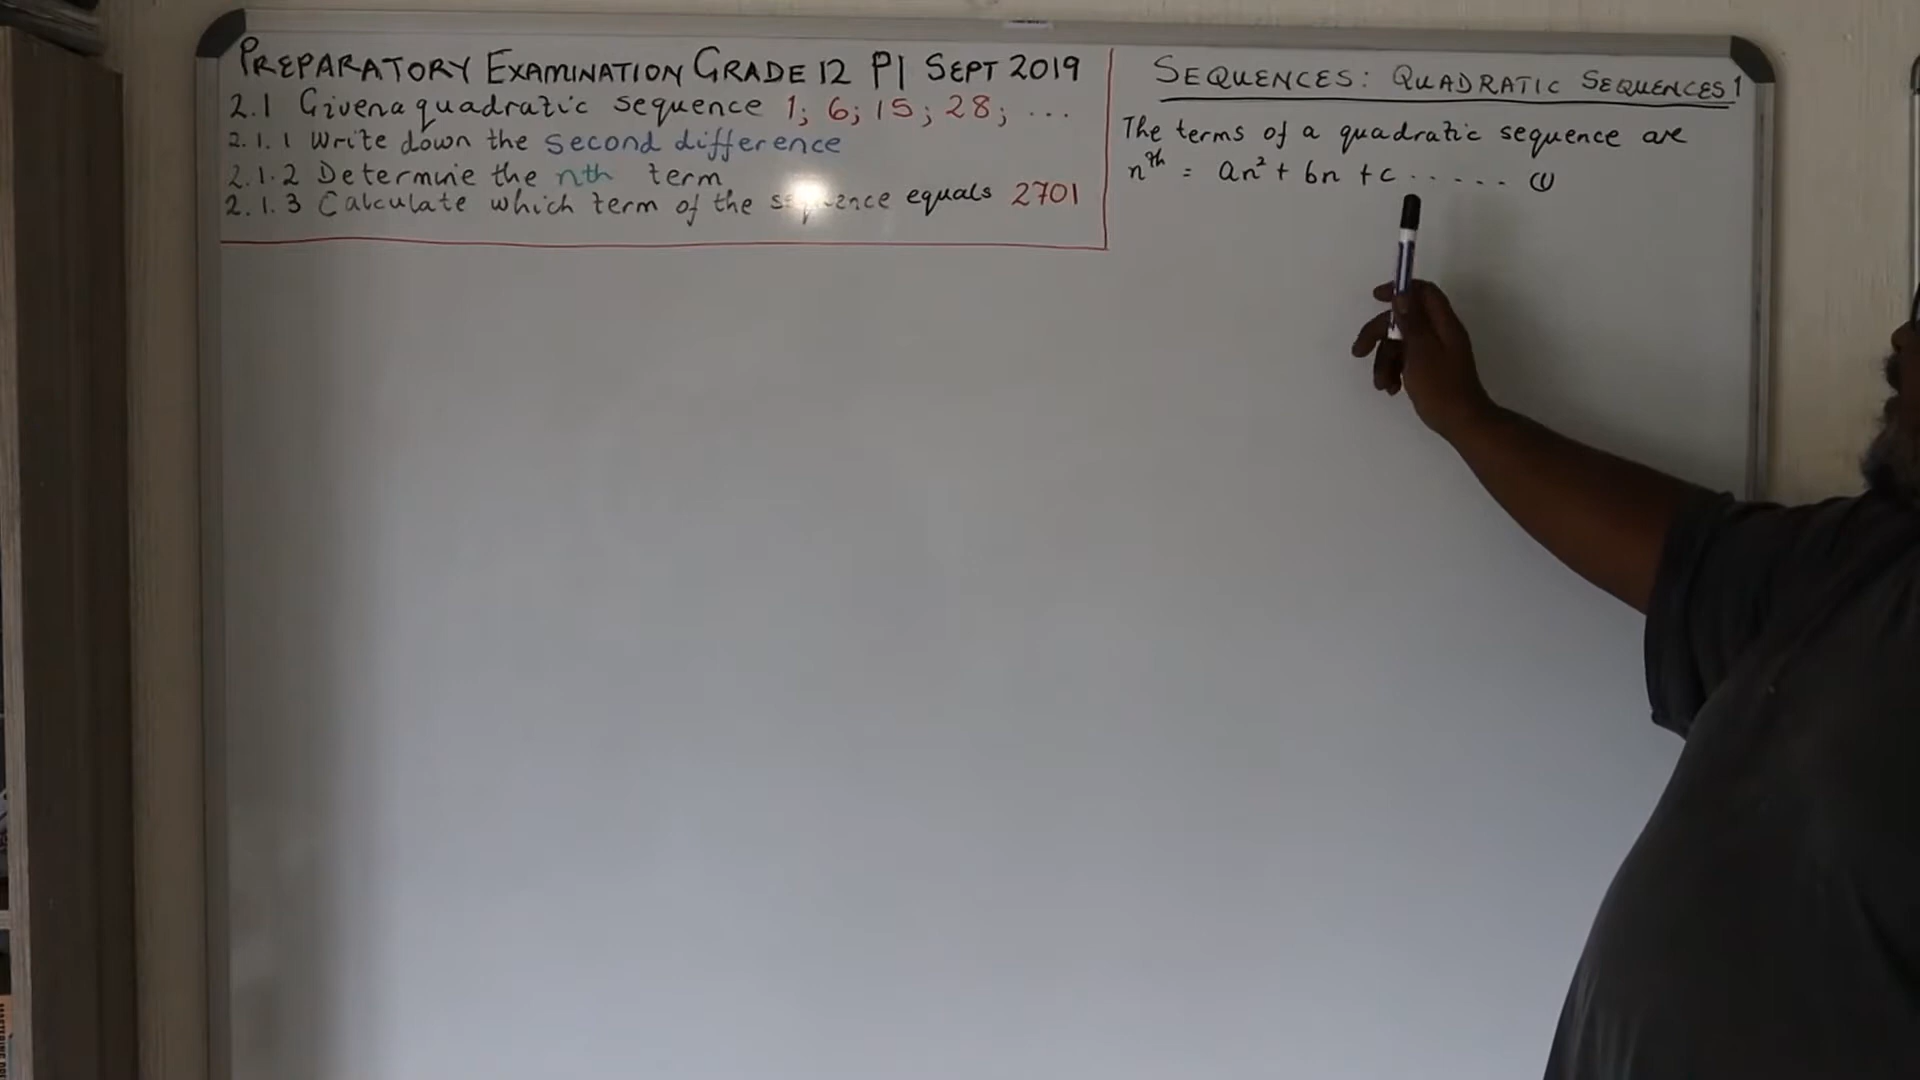 PREPARATORY EXAMINATION GRADE 12 P1 SEPT 2019
2.1 Given a quadratic sequence 1; 6; 15; 28; ...
2.1.1 Write down the second difference
2.1.2 Determine the nth term
2.1.3 Calculate which term of the sequence equals 2701
SEQUENCES: QUADRATIC SEQUENCES 1
The terms of a quadratic sequence are
nᵗʰ = an² + bn + c ..... (1)